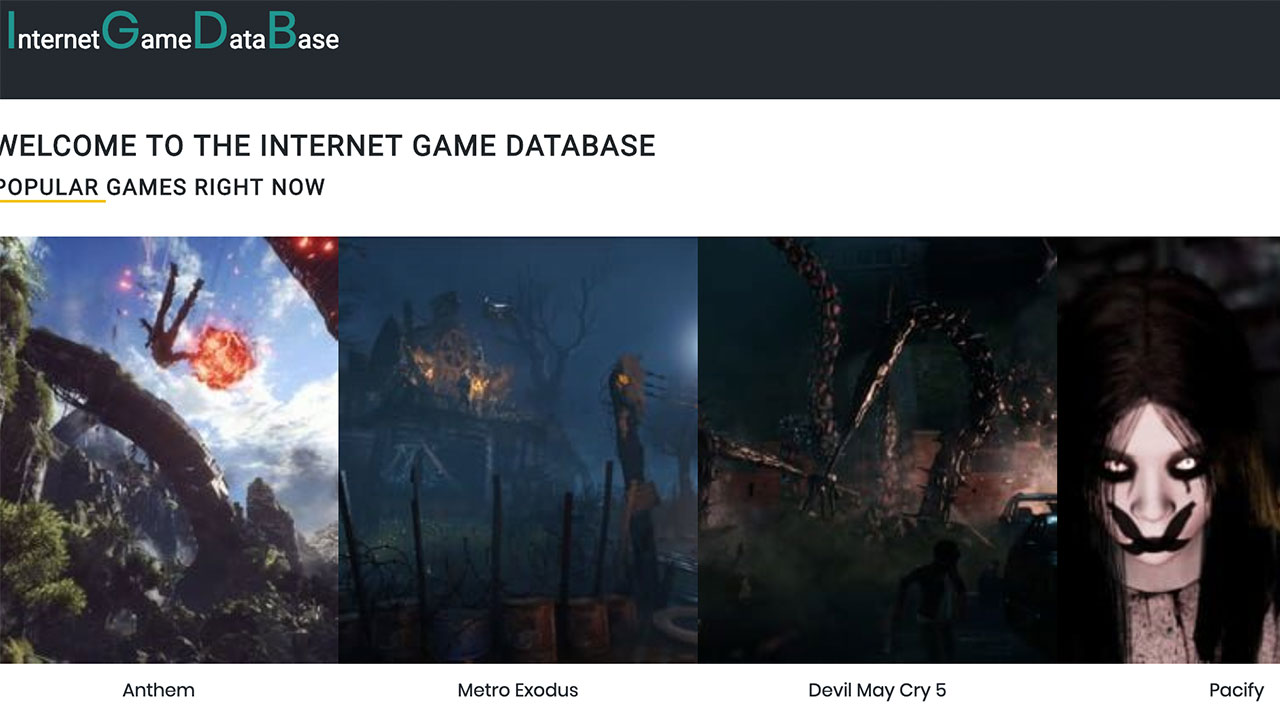 InternetGameDataBase
WELCOME TO THE INTERNET GAME DATABASE
POPULAR GAMES RIGHT NOW
Anthem
Metro Exodus
Devil May Cry 5
Pacify